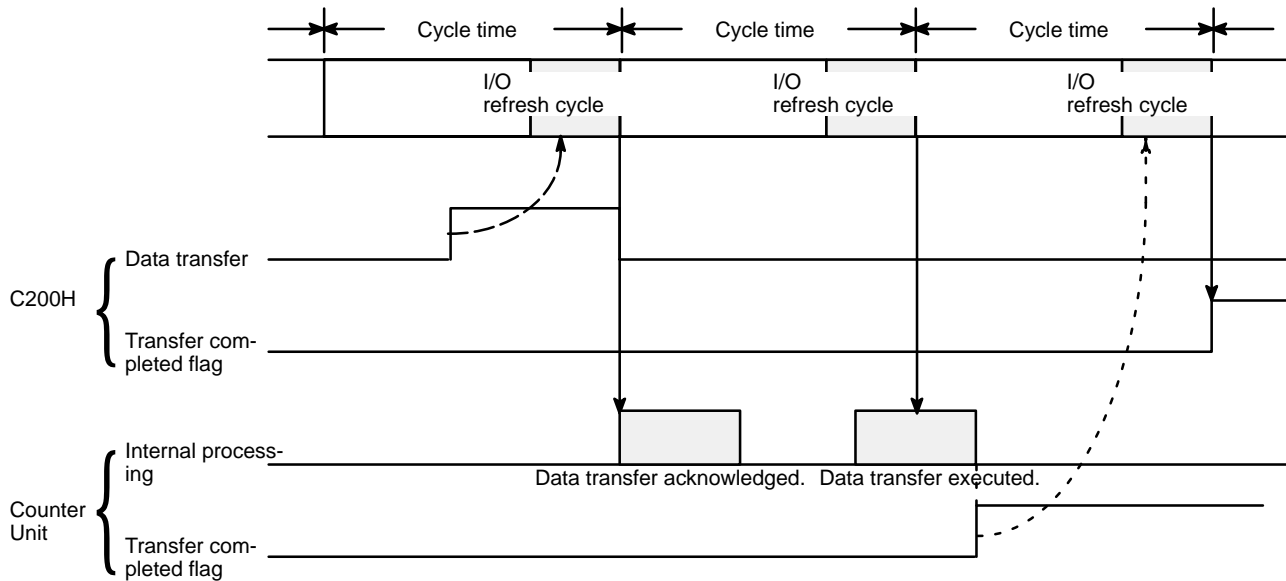 Cycle time Cycle time Cycle time
I/O
refresh cycle
I/O
refresh cycle
I/O
refresh cycle
C200H
Data transfer
Transfer com-
pleted flag
Counter
Unit
Internal process-
ing
Data transfer acknowledged. Data transfer executed.
Transfer com-
pleted flag